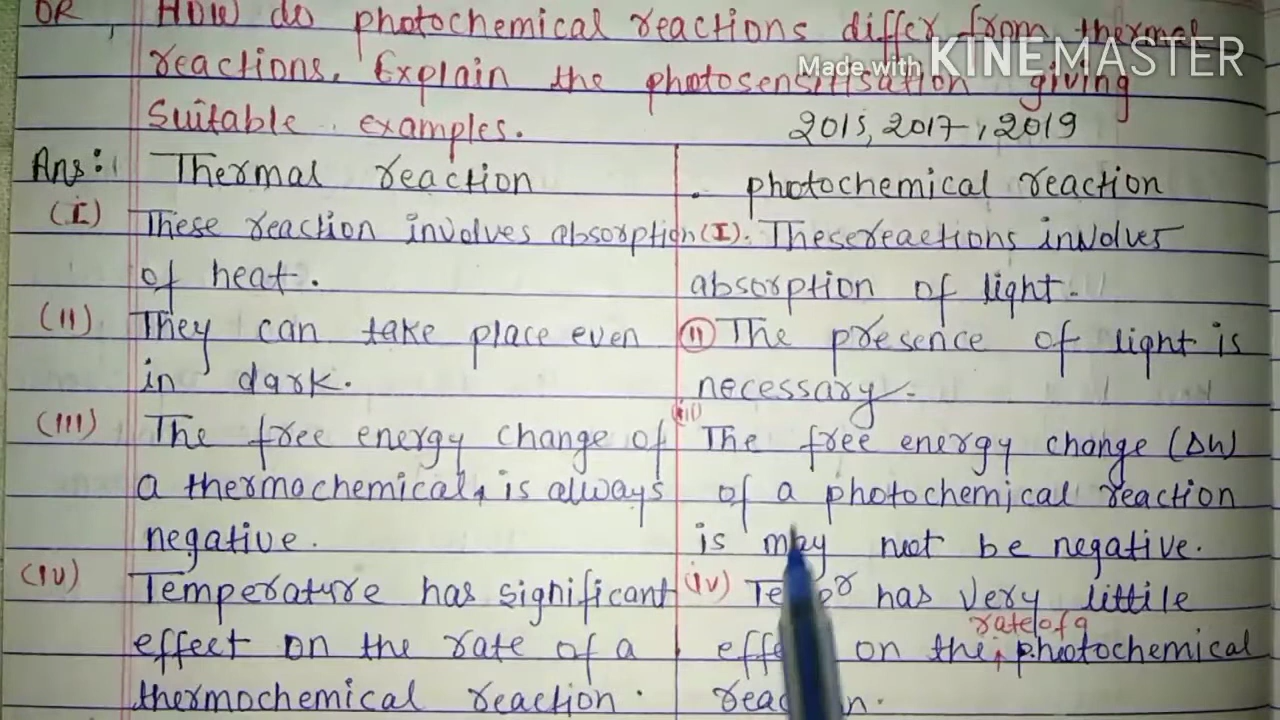 OR, How do photochemical reactions differ from thermal
reactions. Explain the photosensitisation giving
Made with KINEMASTER
Suitable examples. 2015, 2017, 2019
Ans: Thermal reaction
(I) These reaction involves absorption
of heat.
(II) They can take place even
in dark.
(III) The free energy change of
a thermochemical, is always
negative.
(IV) Temperature has significant
effect on the rate of a
thermochemical reaction.
photochemical reaction
(I). These reactions involves
absorption of light.
(II) The presence of light is
necessary.
(III) The free energy change
of a photochemical reaction
is may not be negative.
(IV) has very littile
rate of a
on the photochemical